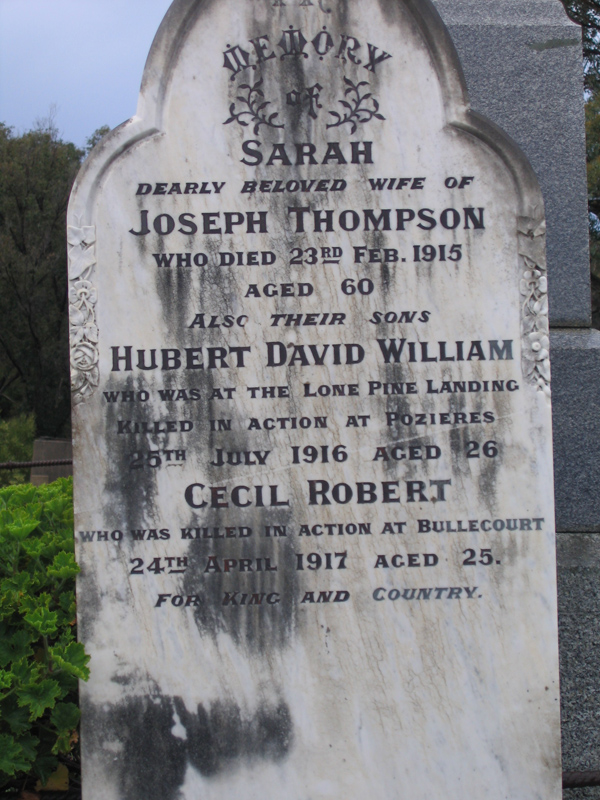 MEMORY
OF
SARAH
DEARLY BELOVED WIFE OF
JOSEPH THOMPSON
WHO DIED 23RD FEB. 1915
AGED 60
ALSO THEIR SONS
HUBERT DAVID WILLIAM
WHO WAS AT THE LONE PINE LANDING
KILLED IN ACTION AT POZIERES
25TH JULY 1916 AGED 26
CECIL ROBERT
WHO WAS KILLED IN ACTION AT BULLECOURT
24TH APRIL 1917 AGED 25.
FOR KING AND COUNTRY.